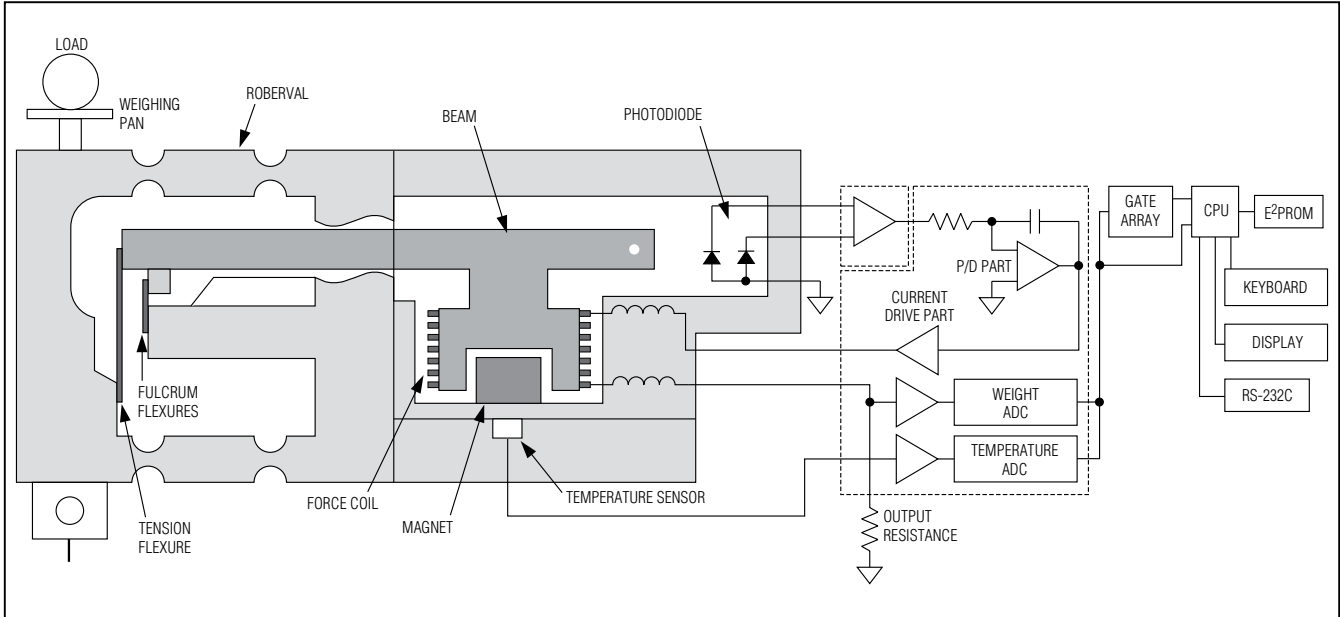 LOAD
WEIGHING
PAN
ROBERVAL
BEAM
PHOTODIODE
GATE
ARRAY
CPU
E²PROM
P/D PART
KEYBOARD
CURRENT
DRIVE PART
DISPLAY
RS-232C
WEIGHT
ADC
TEMPERATURE
ADC
FULCRUM
FLEXURES
TENSION
FLEXURE
FORCE COIL
MAGNET
TEMPERATURE SENSOR
OUTPUT
RESISTANCE